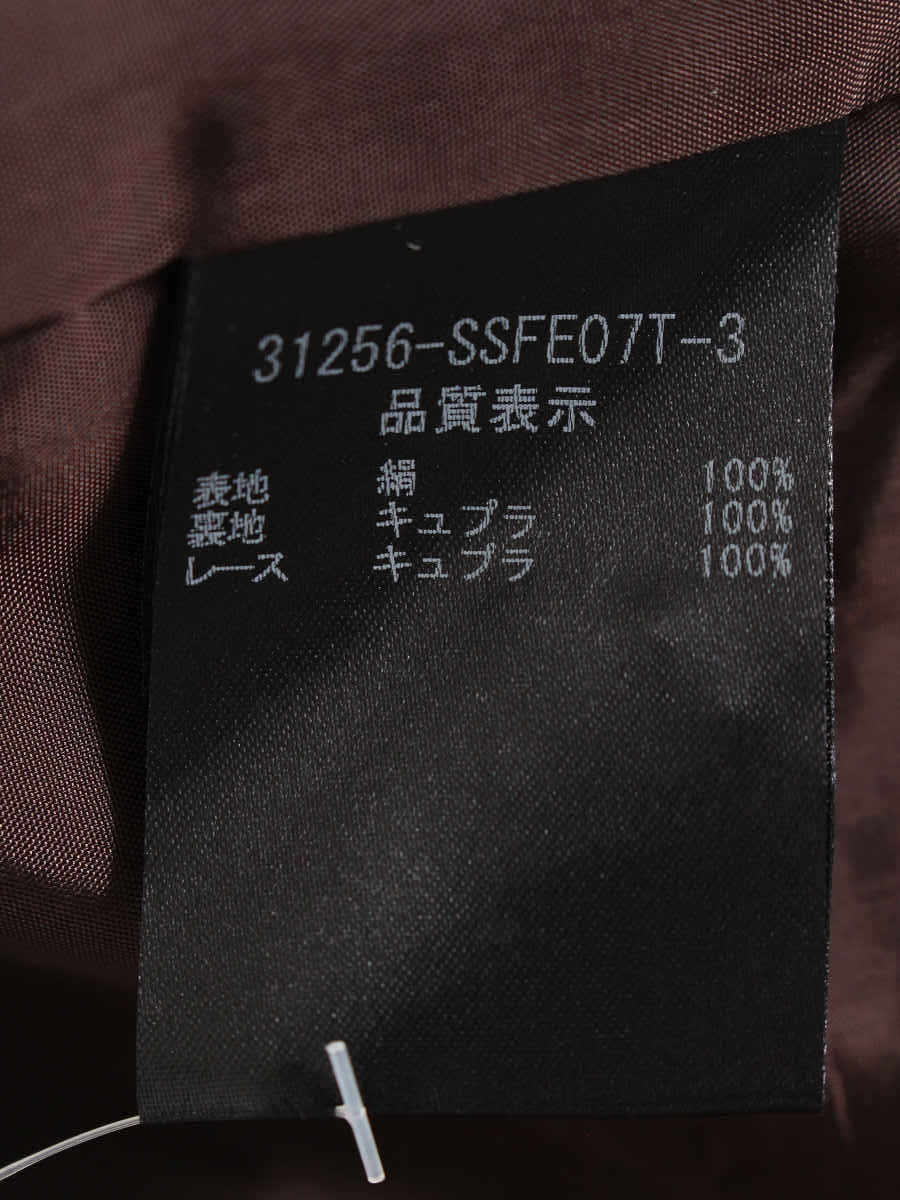 31256-SSFE07T-3
品質表示
表地 絹 100%
裏地 キュプラ 100%
レース キュプラ 100%